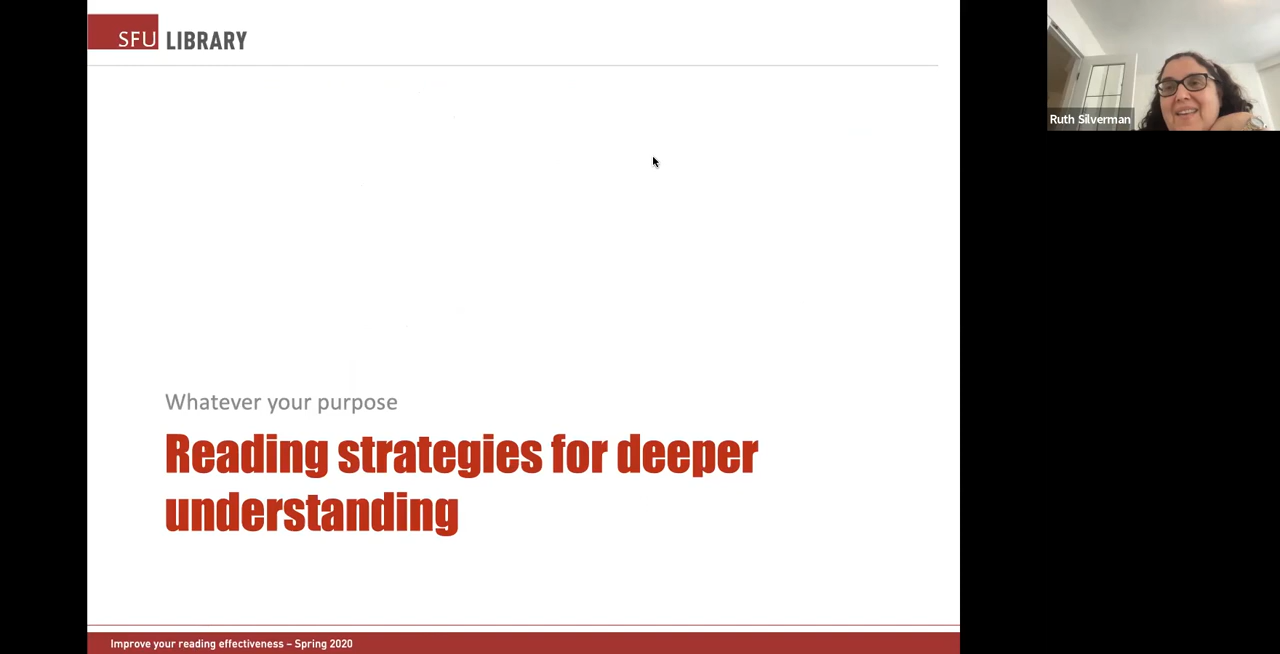 SFU LIBRARY
Ruth Silverman
Whatever your purpose
Reading strategies for deeper
understanding
Improve your reading effectiveness – Spring 2020